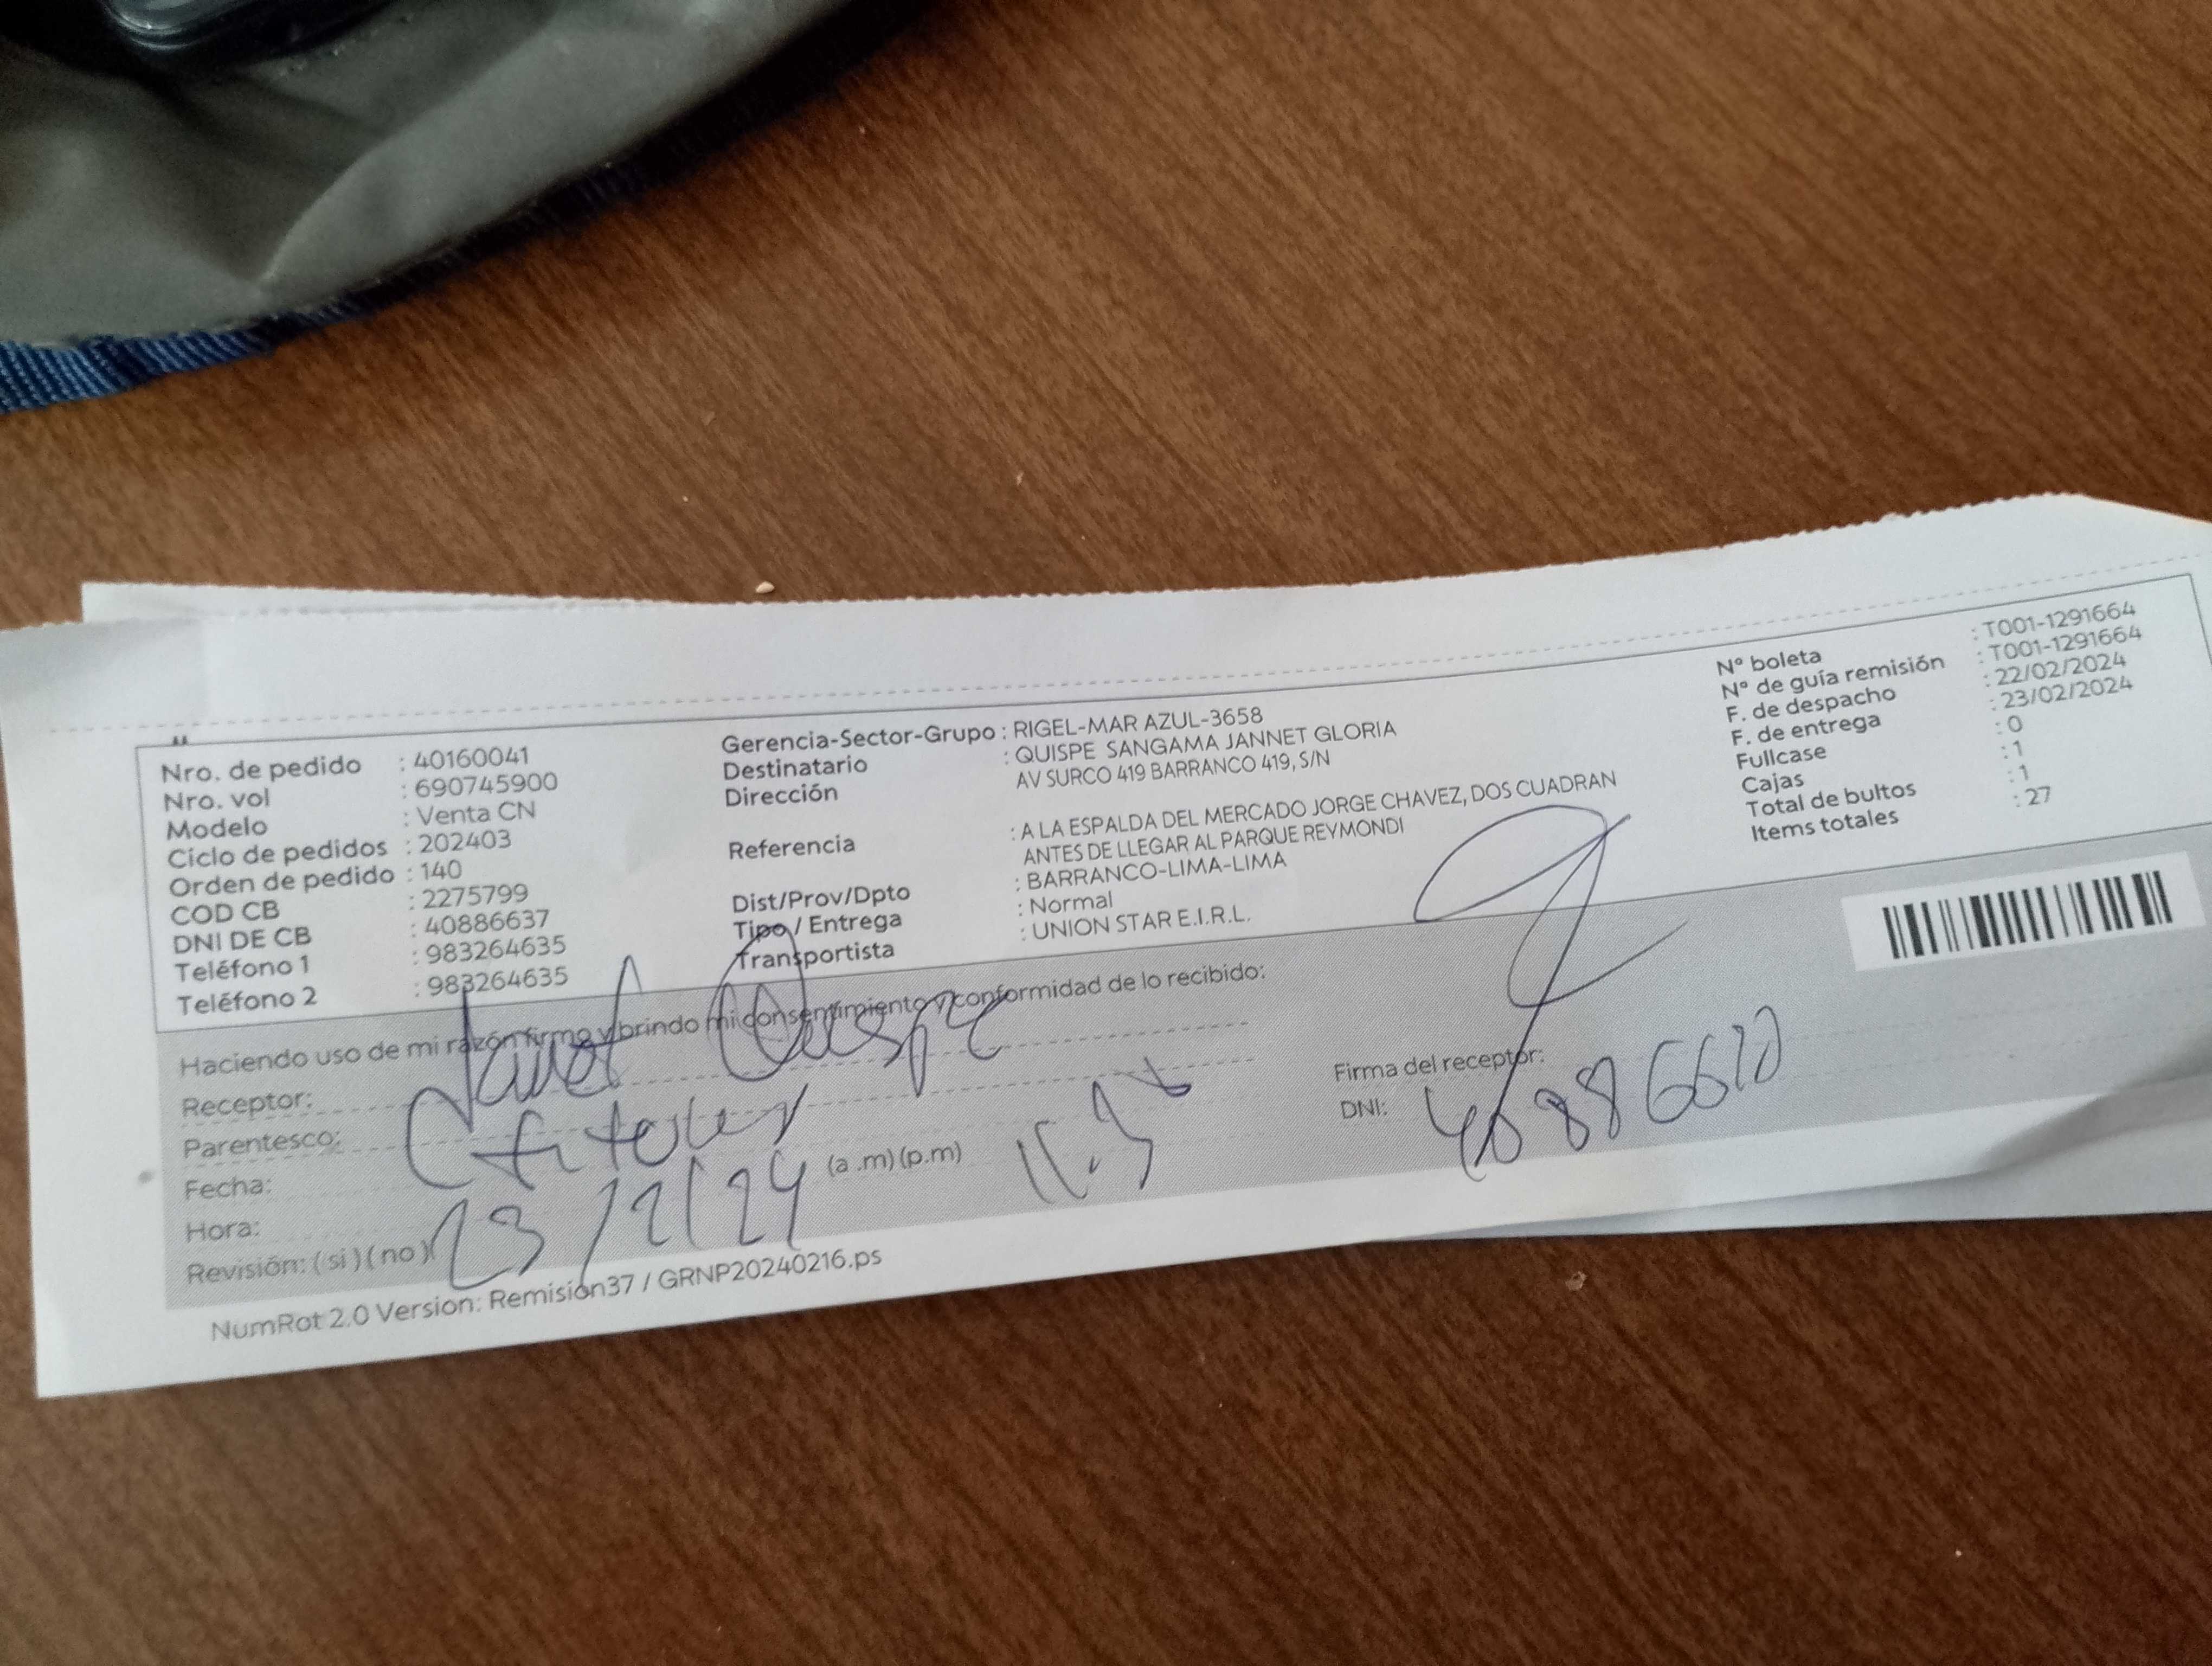 Nro. de pedido : 40160041
Nro. vol : 690745900
Modelo : Venta CN
Ciclo de pedidos : 202403
Orden de pedido : 140
COD CB : 2275799
DNI DE CB : 40886637
Teléfono 1 : 983264635
Teléfono 2 : 983264635
Gerencia-Sector-Grupo : RIGEL-MAR AZUL-3658
Destinatario : QUISPE SANGAMA JANNET GLORIA
Dirección AV SURCO 419 BARRANCO 419, S/N
Referencia : A LA ESPALDA DEL MERCADO JORGE CHAVEZ, DOS CUADRAN
ANTES DE LLEGAR AL PARQUE REYMONDI
Dist/Prov/Dpto : BARRANCO-LIMA-LIMA
Tipo / Entrega : Normal
Transportista : UNION STAR E.I.R.L.
N° boleta : T001-1291664
N° de guía remisión : T001-1291664
F. de despacho : 22/02/2024
F. de entrega : 23/02/2024
Fullcase : 0
Cajas : 1
Total de bultos : 1
Items totales : 27
Haciendo uso de mi razón firmo y brindo mi consentimiento y conformidad de lo recibido:
Receptor: Quispe
Parentesco:
Fecha: 23/2/24
Hora: (a .m) (p.m)
Revisión: ( si ) ( no )
Firma del receptor:
DNI:
NumRot 2.0 Version: Remisión37 / GRNP20240216.ps